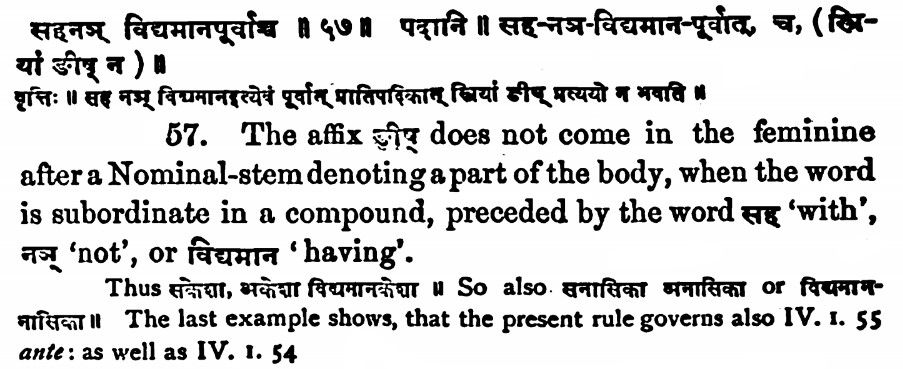 सहनञ् विद्यमानपूर्वाच्च ॥ ५७॥ पदानि ॥ सह-नञ-विद्यमान-पूर्वात्, च, (स्त्रि-
यां ङीष् न ) ॥
वृत्तिः ॥ सह नञ् विद्यमानइत्येवं पूर्वात् प्रातिपदिकात् स्त्रियां ङीष् प्रत्ययो न भवति ॥
57. The affix ङीष् does not come in the feminine
after a Nominal-stem denoting a part of the body, when the word
is subordinate in a compound, preceded by the word सह 'with',
नञ् 'not', or विद्यमान 'having'.
Thus सकेशा, अकेशा विद्यमानकेशा ॥ So also सनासिका अनासिका or विद्यमान-
नासिका॥ The last example shows, that the present rule governs also IV. 1. 55
ante: as well as IV. 1. 54